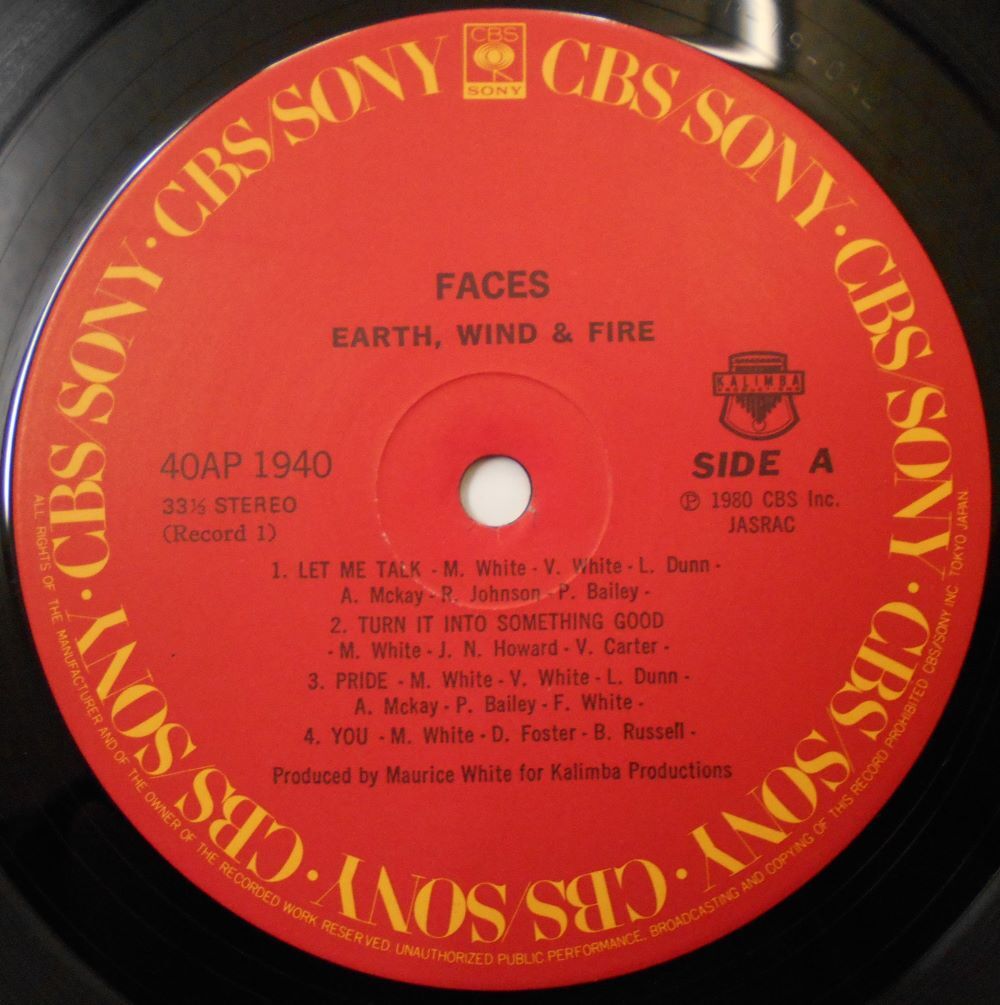 CBS
SONY
CBS/SONY · CBS/SONY · CBS/SONY · CBS/SONY · CBS/SONY · CBS/SONY · CBS/SONY · CBS/SONY
FACES
EARTH, WIND & FIRE
KALIMBA
PRODUCTIONS
40AP 1940
33⅓ STEREO
(Record 1)
SIDE A
Ⓟ 1980 CBS Inc.
JASRAC
1. LET ME TALK - M. White - V. White - L. Dunn -
A. Mckay - R. Johnson - P. Bailey -
2. TURN IT INTO SOMETHING GOOD
- M. White - J. N. Howard - V. Carter -
3. PRIDE - M. White - V. White - L. Dunn -
A. Mckay - P. Bailey - F. White -
4. YOU - M. White - D. Foster - B. Russell -
Produced by Maurice White for Kalimba Productions
ALL RIGHTS OF THE MANUFACTURER AND OF THE OWNER OF THE RECORDED WORK RESERVED. UNAUTHORIZED PUBLIC PERFORMANCE, BROADCASTING AND COPYING OF THIS RECORD PROHIBITED CBS/SONY INC. TOKYO JAPAN